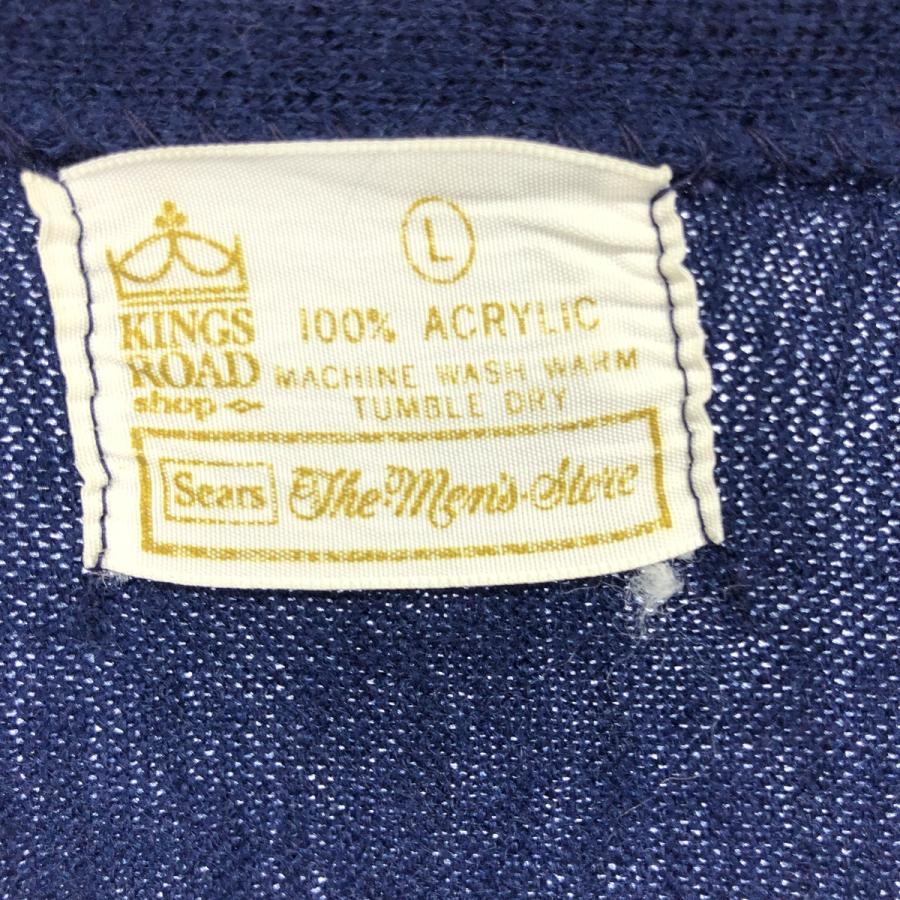 L
KINGS
ROAD
shop
100% ACRYLIC
MACHINE WASH WARM
TUMBLE DRY
Sears The Men's Store